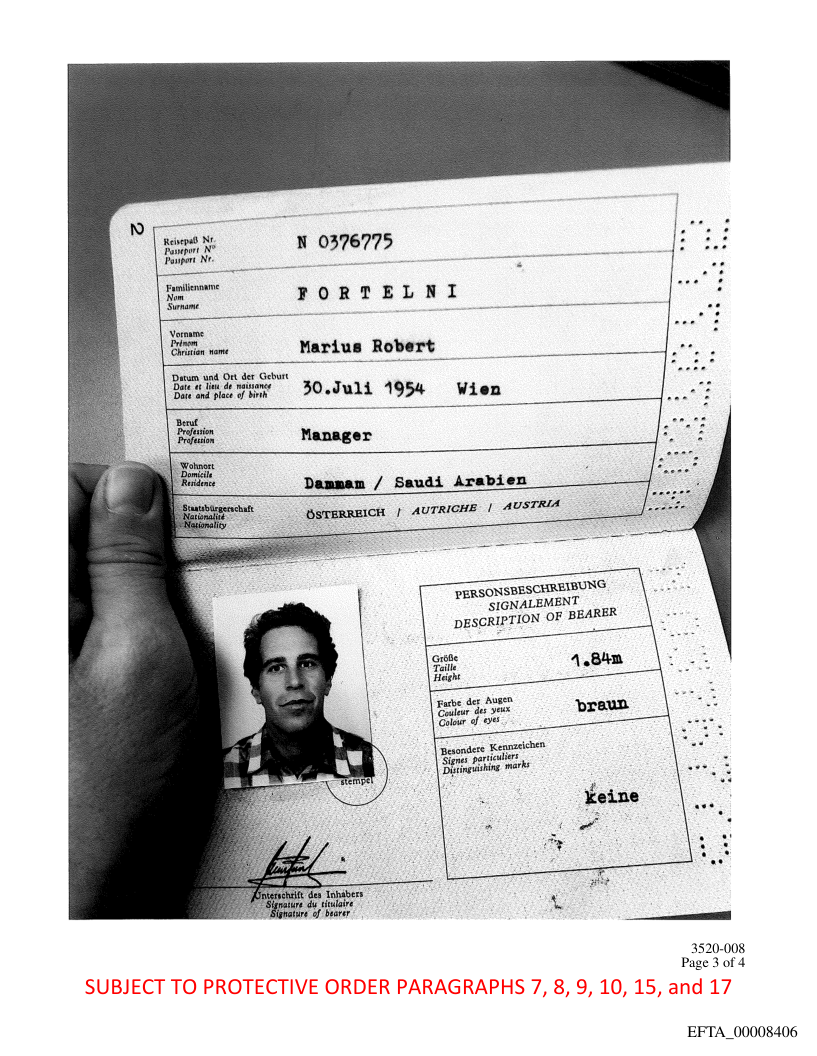 2
Reisepaß Nr.
Passeport Nº
Passport Nr.
N 0376775
Familienname
Nom
Surname
FORTELNI
Vorname
Prénom
Christian name
Marius Robert
Datum und Ort der Geburt
Date et lieu de naissance
Date and place of birth
30.Juli 1954 Wien
Beruf
Profession
Profession
Manager
Wohnort
Domicile
Residence
Dammam / Saudi Arabien
Staatsbürgerschaft
Nationalité
Nationality
ÖSTERREICH / AUTRICHE / AUSTRIA
PERSONSBESCHREIBUNG
SIGNALEMENT
DESCRIPTION OF BEARER
Größe
Taille
Height
1.84m
Farbe der Augen
Couleur des yeux
Colour of eyes
braun
Besondere Kennzeichen
Signes particuliers
Distinguishing marks
keine
stempel
Unterschrift des Inhabers
Signature du titulaire
Signature of bearer
3520-008
Page 3 of 4
SUBJECT TO PROTECTIVE ORDER PARAGRAPHS 7, 8, 9, 10, 15, and 17
EFTA_00008406